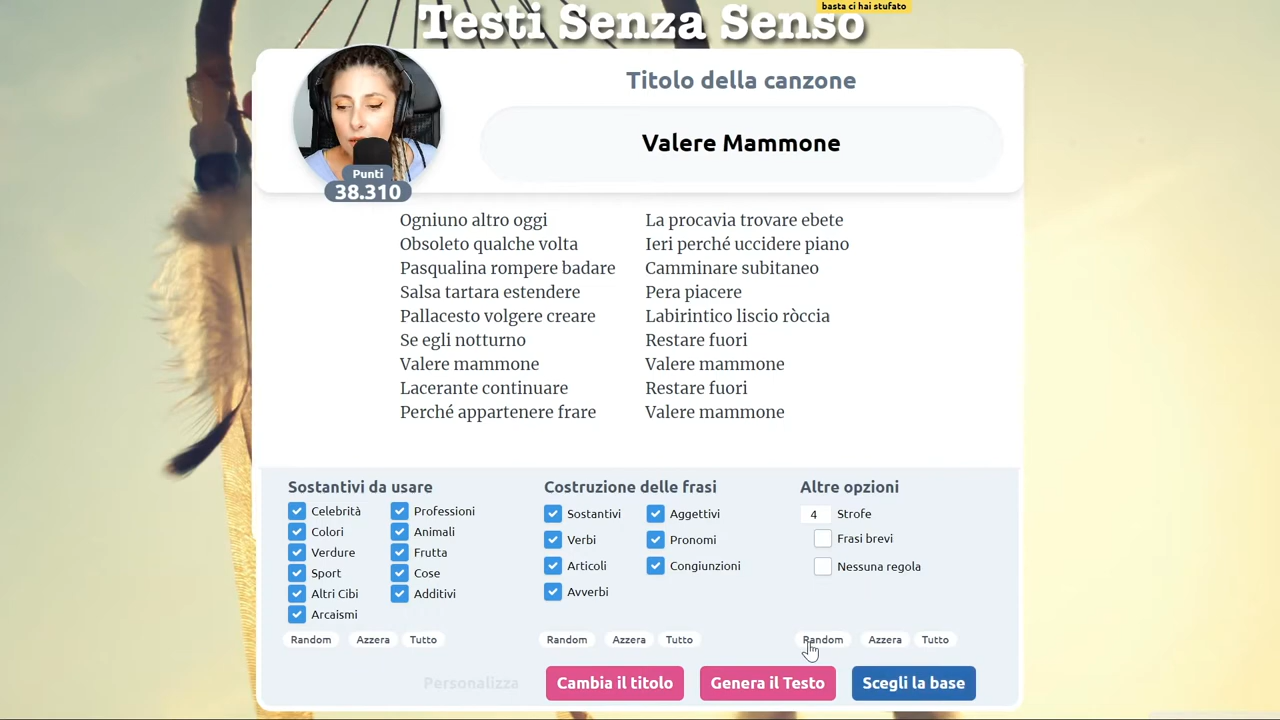 basta ci hai stufato
Testi Senza Senso
Titolo della canzone
Valere Mammone
Punti
38.310
Ogniuno altro oggi
Obsoleto qualche volta
Pasqualina rompere badare
Salsa tartara estendere
Pallacesto volgere creare
Se egli notturno
Valere mammone
Lacerante continuare
Perché appartenere frare
La procavia trovare ebete
Ieri perché uccidere piano
Camminare subitaneo
Pera piacere
Labirintico liscio ròccia
Restare fuori
Valere mammone
Restare fuori
Valere mammone
Sostantivi da usare
Celebrità
Colori
Verdure
Sport
Altri Cibi
Arcaismi
Professioni
Animali
Frutta
Cose
Additivi
Random Azzera Tutto
Costruzione delle frasi
Sostantivi
Verbi
Articoli
Avverbi
Aggettivi
Pronomi
Congiunzioni
Random Azzera Tutto
Altre opzioni
4 Strofe
Frasi brevi
Nessuna regola
Random Azzera Tutto
Personalizza
Cambia il titolo
Genera il Testo
Scegli la base